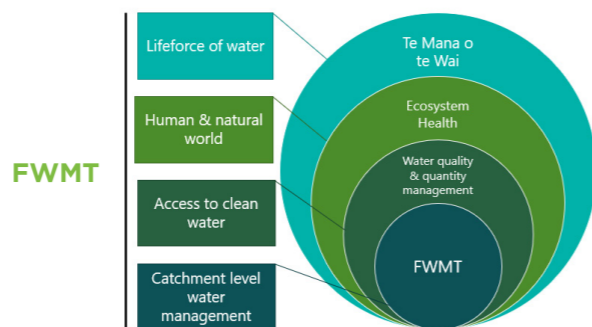 FWMT
Lifeforce of water
Human & natural
world
Access to clean
water
Catchment level
water
management
Te Mana o
te Wai
Ecosystem
Health
Water quality
& quantity
management
FWMT